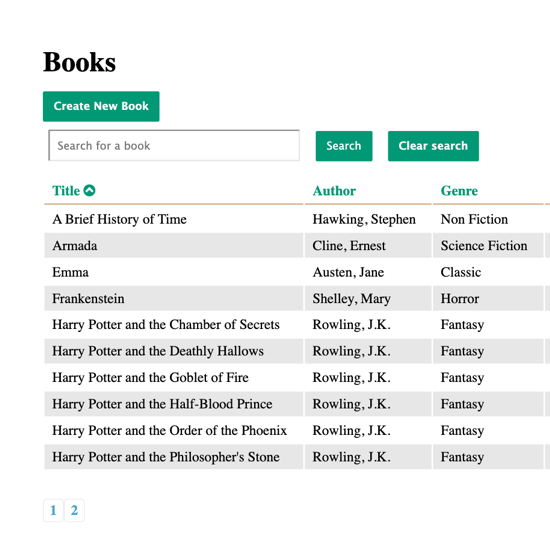 Books
Create New Book
Search for a book Search Clear search
Title Author Genre
A Brief History of Time Hawking, Stephen Non Fiction
Armada Cline, Ernest Science Fiction
Emma Austen, Jane Classic
Frankenstein Shelley, Mary Horror
Harry Potter and the Chamber of Secrets Rowling, J.K. Fantasy
Harry Potter and the Deathly Hallows Rowling, J.K. Fantasy
Harry Potter and the Goblet of Fire Rowling, J.K. Fantasy
Harry Potter and the Half-Blood Prince Rowling, J.K. Fantasy
Harry Potter and the Order of the Phoenix Rowling, J.K. Fantasy
Harry Potter and the Philosopher's Stone Rowling, J.K. Fantasy
1 2